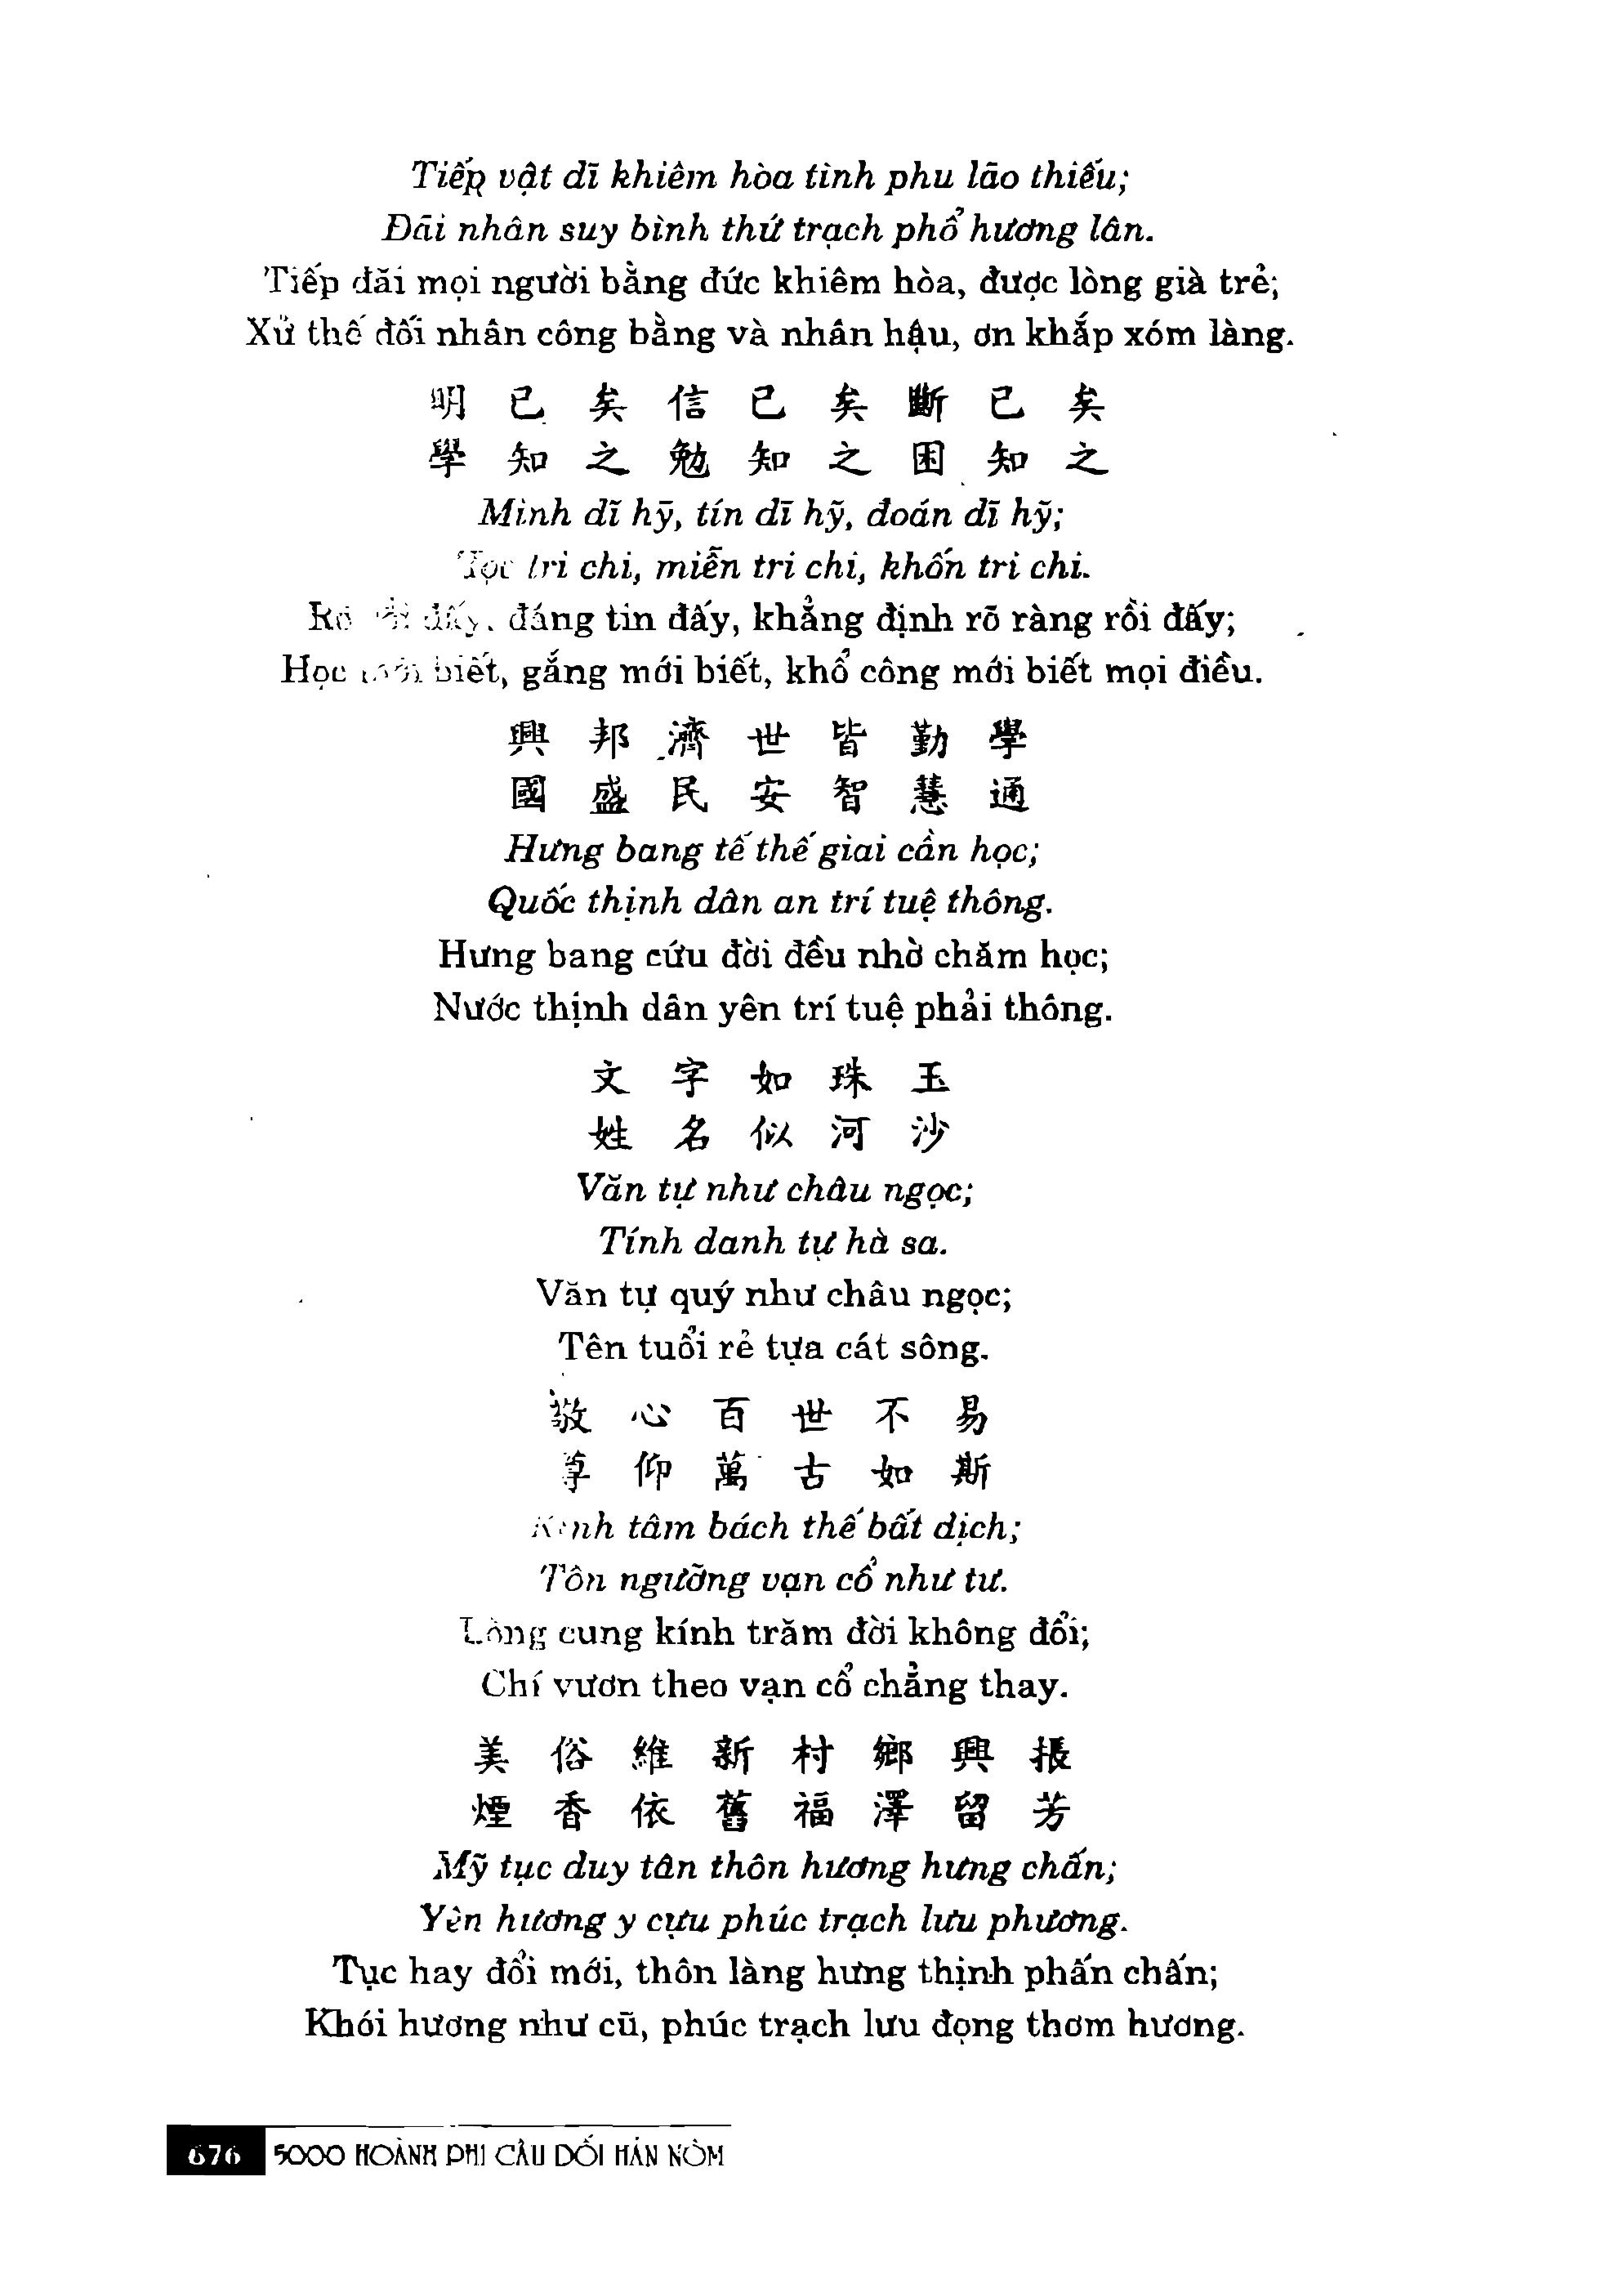 Tiếp vật dĩ khiêm hòa tình phu lão thiếu;
Đãi nhân suy bình thứ trạch phổ hương lân.
Tiếp đãi mọi người bằng đức khiêm hòa, được lòng già trẻ;
Xử thế đối nhân công bằng và nhân hậu, ơn khắp xóm làng.
明已矣信已矣斷已矣
學知之勉知之困知之
Minh dĩ hỹ, tín dĩ hỹ, đoán dĩ hỹ;
Học tri chi, miễn tri chi, khốn tri chi.
Rõ đấy, đáng tin đấy, khẳng định rõ ràng rồi đấy;
Học mới biết, gắng mới biết, khổ công mới biết mọi điều.
興邦濟世皆勤學
國盛民安智慧通
Hưng bang tế thế giai cần học;
Quốc thịnh dân an trí tuệ thông.
Hưng bang cứu đời đều nhờ chăm học;
Nước thịnh dân yên trí tuệ phải thông.
文字如珠玉
姓名似河沙
Văn tự như châu ngọc;
Tính danh tự hà sa.
Văn tự quý như châu ngọc;
Tên tuổi rẻ tựa cát sông.
敬心百世不易
尊仰萬古如斯
Kính tâm bách thế bất dịch;
Tôn ngưỡng vạn cổ như tư.
Lòng cung kính trăm đời không đổi;
Chí vươn theo vạn cổ chẳng thay.
美俗維新村鄉興振
煙香依舊福澤留芳
Mỹ tục duy tân thôn hương hưng chấn;
Yên hương y cựu phúc trạch lưu phương.
Tục hay đổi mới, thôn làng hưng thịnh phấn chấn;
Khói hương như cũ, phúc trạch lưu đọng thơm hương.
676 5000 HOÀNH PHI CÂU ĐỐI HÁN NÔM